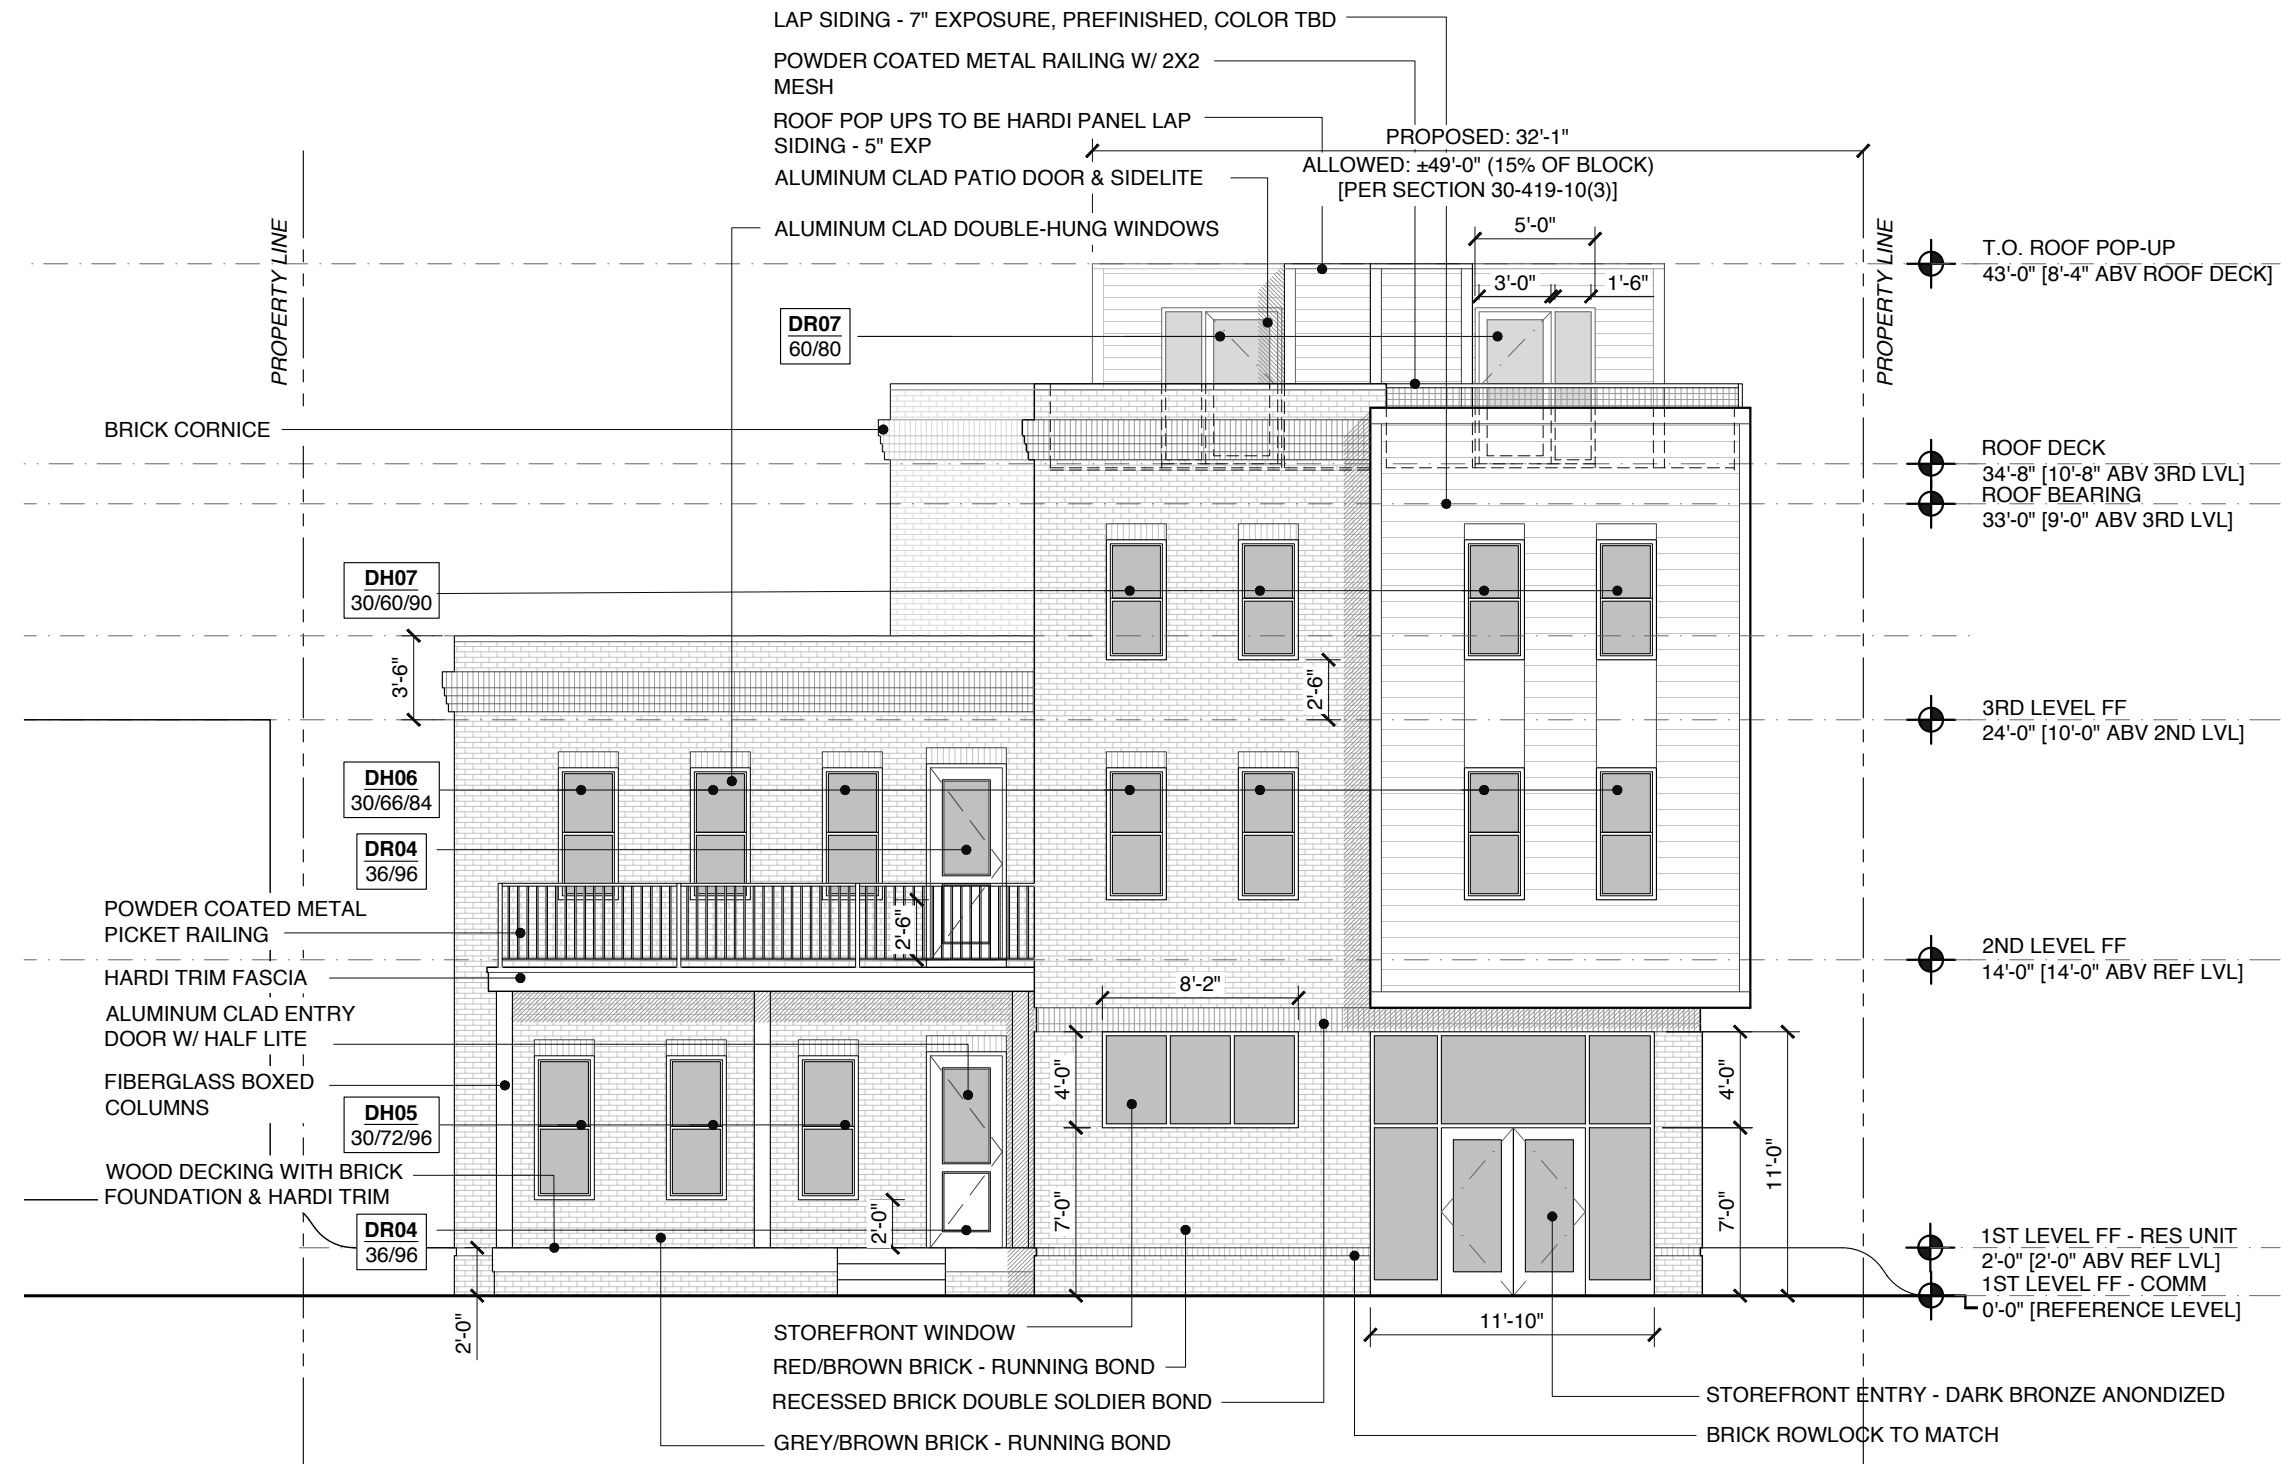 LAP SIDING - 7" EXPOSURE, PREFINISHED, COLOR TBD
POWDER COATED METAL RAILING W/ 2X2
MESH
ROOF POP UPS TO BE HARDI PANEL LAP
SIDING - 5" EXP
PROPOSED: 32'-1"
ALLOWED: ±49'-0" (15% OF BLOCK)
[PER SECTION 30-419-10(3)]
ALUMINUM CLAD PATIO DOOR & SIDELITE
ALUMINUM CLAD DOUBLE-HUNG WINDOWS
5'-0"
3'-0"
1'-6"
PROPERTY LINE
PROPERTY LINE
T.O. ROOF POP-UP
43'-0" [8'-4" ABV ROOF DECK]
DR07
60/80
BRICK CORNICE
ROOF DECK
34'-8" [10'-8" ABV 3RD LVL]
ROOF BEARING
33'-0" [9'-0" ABV 3RD LVL]
DH07
30/60/90
3'-6"
2'-6"
3RD LEVEL FF
24'-0" [10'-0" ABV 2ND LVL]
DH06
30/66/84
DR04
36/96
POWDER COATED METAL
PICKET RAILING
2'-6"
HARDI TRIM FASCIA
2ND LEVEL FF
14'-0" [14'-0" ABV REF LVL]
8'-2"
ALUMINUM CLAD ENTRY
DOOR W/ HALF LITE
FIBERGLASS BOXED
COLUMNS
4'-0"
4'-0"
DH05
30/72/96
11'-0"
WOOD DECKING WITH BRICK
FOUNDATION & HARDI TRIM
7'-0"
7'-0"
2'-0"
DR04
36/96
1ST LEVEL FF - RES UNIT
2'-0" [2'-0" ABV REF LVL]
1ST LEVEL FF - COMM
0'-0" [REFERENCE LEVEL]
2'-0"
11'-10"
STOREFRONT WINDOW
RED/BROWN BRICK - RUNNING BOND
RECESSED BRICK DOUBLE SOLDIER BOND
GREY/BROWN BRICK - RUNNING BOND
STOREFRONT ENTRY - DARK BRONZE ANONDIZED
BRICK ROWLOCK TO MATCH